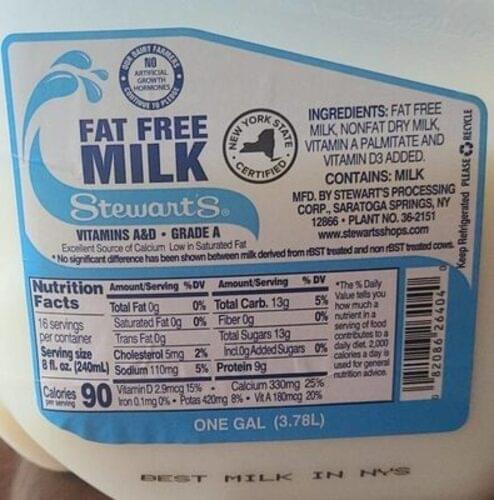 OUR DAIRY FARMERS
NO
ARTIFICIAL
GROWTH
HORMONES
CONTINUE TO PLEDGE
FAT FREE
MILK
Stewart's®
VITAMINS A&D • GRADE A
Excellent Source of Calcium Low in Saturated Fat
*No significant difference has been shown between milk derived from rBST treated and non rBST treated cows.
NEW YORK STATE
• CERTIFIED •
INGREDIENTS: FAT FREE
MILK, NONFAT DRY MILK,
VITAMIN A PALMITATE AND
VITAMIN D3 ADDED.
CONTAINS: MILK
MFD. BY STEWART'S PROCESSING
CORP., SARATOGA SPRINGS, NY
12866 • PLANT NO. 36-2151
www.stewartsshops.com
Keep Refrigerated PLEASE RECYCLE
Nutrition
Facts
16 servings
per container
Serving size
8 fl. oz. (240mL)
Calories 90
per serving
Amount/Serving %DV
Total Fat 0g 0%
Saturated Fat 0g 0%
Trans Fat 0g
Cholesterol 5mg 2%
Sodium 110mg 5%
Amount/Serving % DV
Total Carb. 13g 5%
Fiber 0g 0%
Total Sugars 13g
Incl. 0g Added Sugars 0%
Protein 9g
Vitamin D 2.9mcg 15% • Calcium 330mg 25%
Iron 0.1mg 0% • Potas 420mg 8% • Vit A 180mcg 20%
*The % Daily
Value tells you
how much a
nutrient in a
serving of food
contributes to a
daily diet. 2,000
calories a day is
used for general
nutrition advice.
0 82086 26404 0
ONE GAL (3.78L)
BEST MILK IN NYS